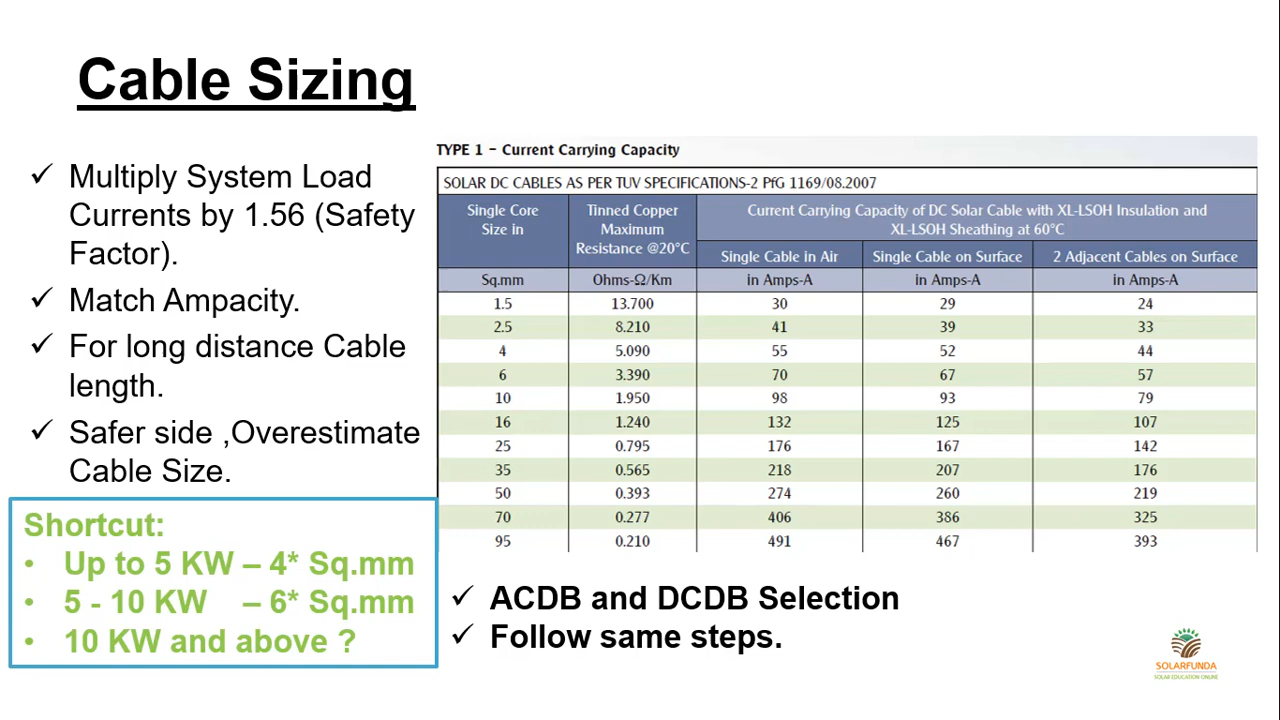 Cable Sizing
✓ Multiply System Load
Currents by 1.56 (Safety
Factor).
✓ Match Ampacity.
✓ For long distance Cable
length.
✓ Safer side ,Overestimate
Cable Size.
Shortcut:
• Up to 5 KW – 4* Sq.mm
• 5 - 10 KW – 6* Sq.mm
• 10 KW and above ?
TYPE 1 – Current Carrying Capacity
SOLAR DC CABLES AS PER TUV SPECIFICATIONS-2 PfG 1169/08.2007
Single Core
Size in
Tinned Copper
Maximum
Resistance @20°C
Current Carrying Capacity of DC Solar Cable with XL-LSOH Insulation and
XL-LSOH Sheathing at 60°C
Single Cable in Air Single Cable on Surface 2 Adjacent Cables on Surface
Sq.mm Ohms-Ω/Km in Amps-A in Amps-A in Amps-A
1.5 13.700 30 29 24
2.5 8.210 41 39 33
4 5.090 55 52 44
6 3.390 70 67 57
10 1.950 98 93 79
16 1.240 132 125 107
25 0.795 176 167 142
35 0.565 218 207 176
50 0.393 274 260 219
70 0.277 406 386 325
95 0.210 491 467 393
✓ ACDB and DCDB Selection
✓ Follow same steps.
SOLARFUNDA
SOLAR EDUCATION ONLINE